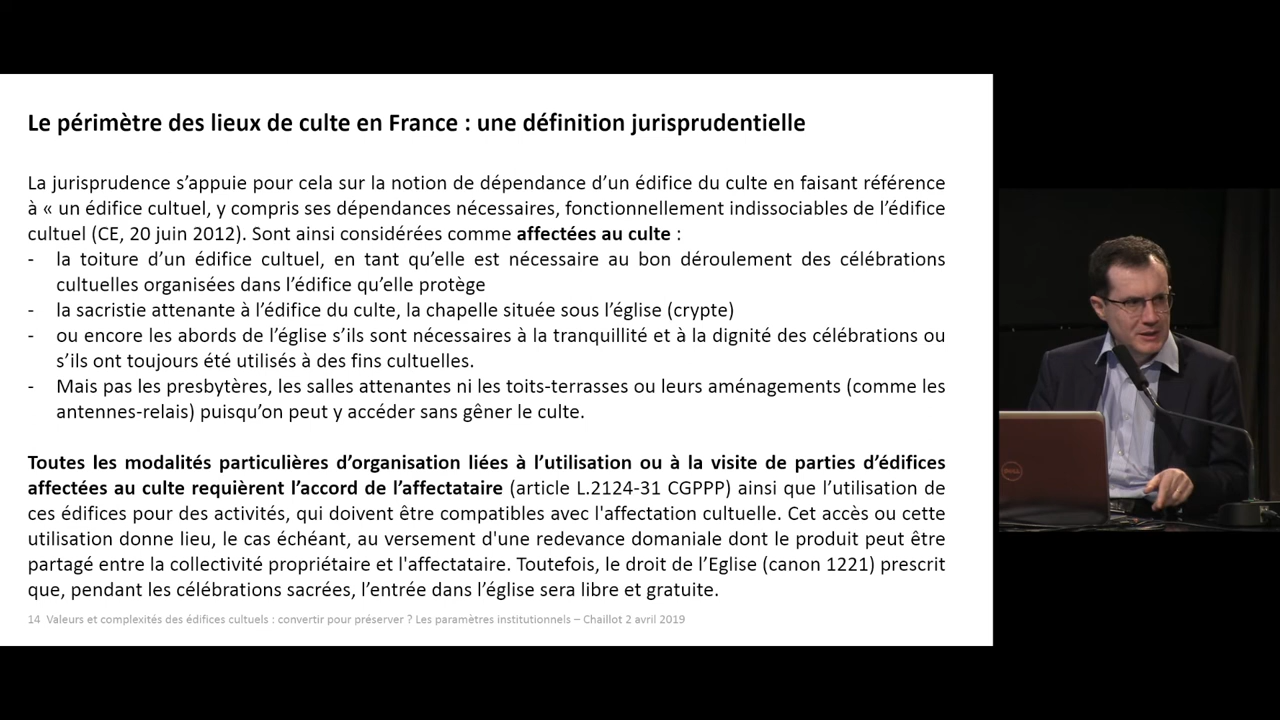 Le périmètre des lieux de culte en France : une définition jurisprudentielle
La jurisprudence s’appuie pour cela sur la notion de dépendance d’un édifice du culte en faisant référence
à « un édifice cultuel, y compris ses dépendances nécessaires, fonctionnellement indissociables de l’édifice
cultuel (CE, 20 juin 2012). Sont ainsi considérées comme affectées au culte :
- la toiture d’un édifice cultuel, en tant qu’elle est nécessaire au bon déroulement des célébrations
cultuelles organisées dans l’édifice qu’elle protège
- la sacristie attenante à l’édifice du culte, la chapelle située sous l’église (crypte)
- ou encore les abords de l’église s’ils sont nécessaires à la tranquillité et à la dignité des célébrations ou
s’ils ont toujours été utilisés à des fins cultuelles.
- Mais pas les presbytères, les salles attenantes ni les toits-terrasses ou leurs aménagements (comme les
antennes-relais) puisqu’on peut y accéder sans gêner le culte.
Toutes les modalités particulières d’organisation liées à l’utilisation ou à la visite de parties d’édifices
affectées au culte requièrent l’accord de l’affectataire (article L.2124-31 CGPPP) ainsi que l’utilisation de
ces édifices pour des activités, qui doivent être compatibles avec l'affectation cultuelle. Cet accès ou cette
utilisation donne lieu, le cas échéant, au versement d'une redevance domaniale dont le produit peut être
partagé entre la collectivité propriétaire et l'affectataire. Toutefois, le droit de l’Eglise (canon 1221) prescrit
que, pendant les célébrations sacrées, l’entrée dans l’église sera libre et gratuite.
14 Valeurs et complexités des édifices cultuels : convertir pour préserver ? Les paramètres institutionnels – Chaillot 2 avril 2019
DELL